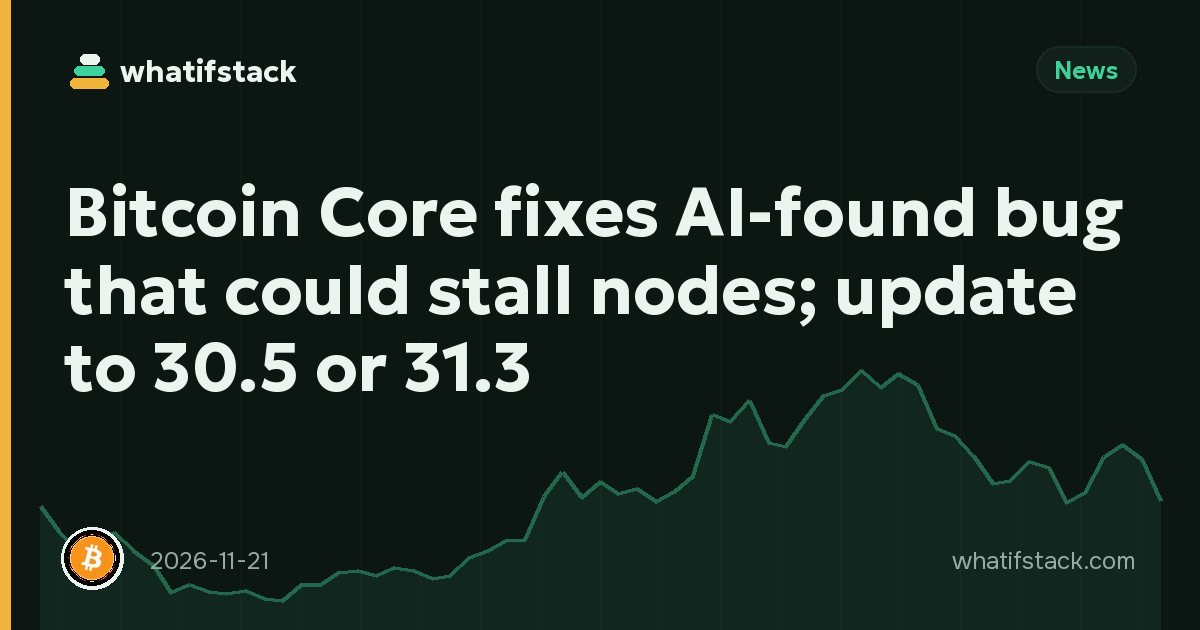 whatifstack
News
Bitcoin Core fixes AI-found bug
that could stall nodes; update
to 30.5 or 31.3
2026-11-21
whatifstack.com